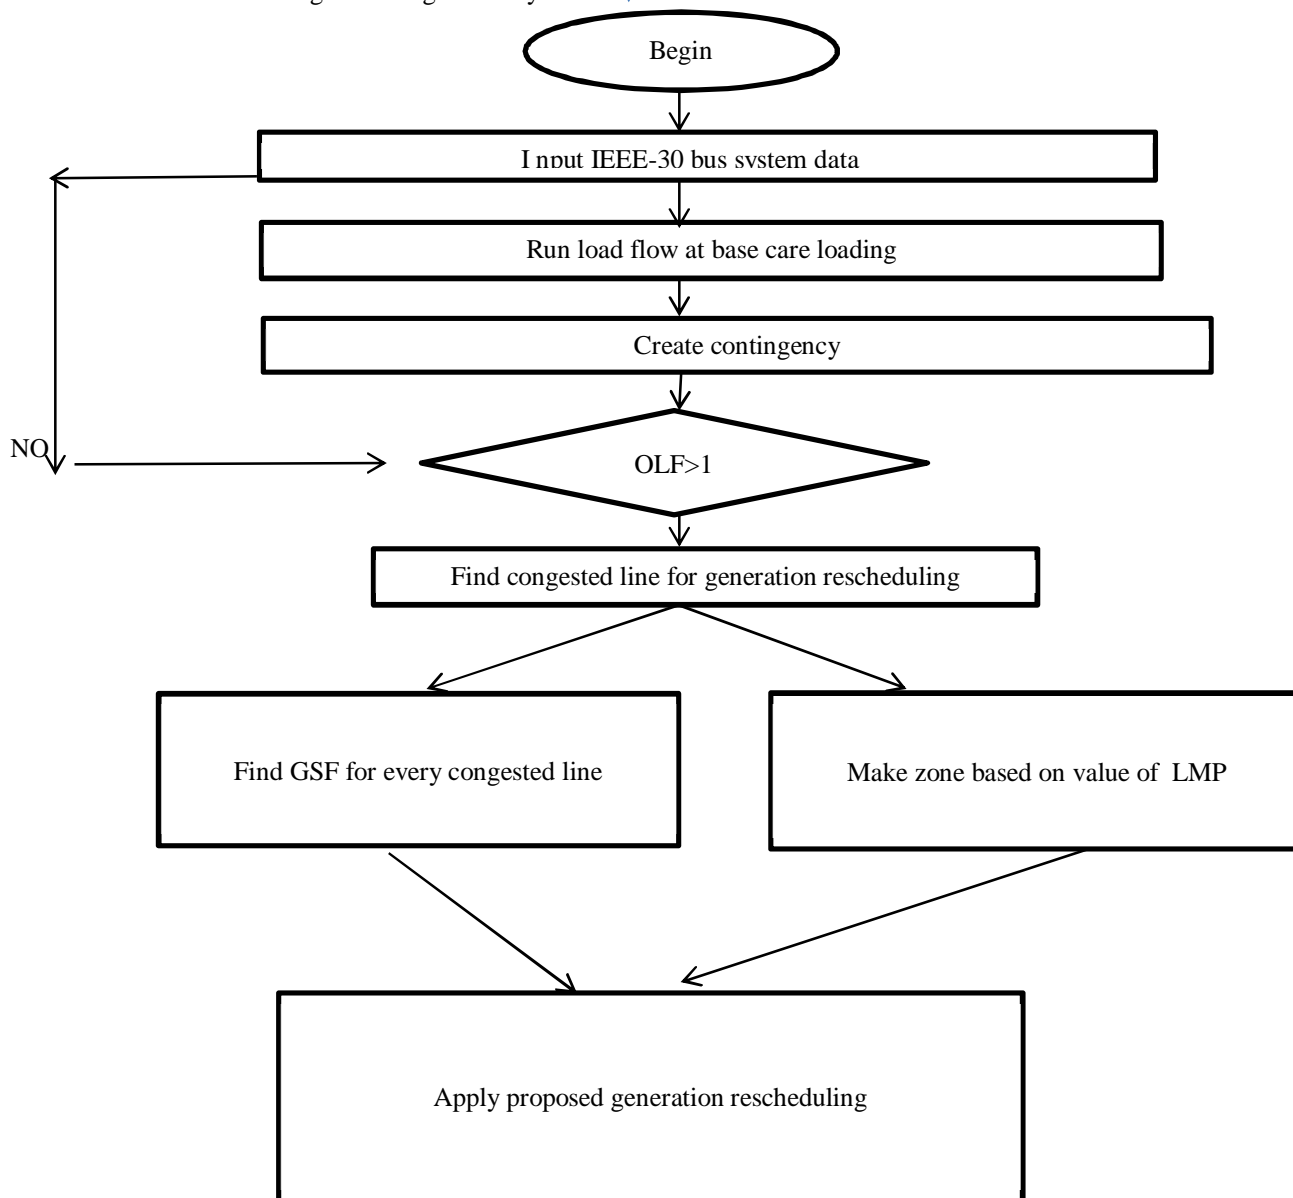 Begin
Input IEEE-30 bus system data
Run load flow at base care loading
Create contingency
NO
OLF>1
Find congested line for generation rescheduling
Find GSF for every congested line
Make zone based on value of LMP
Apply proposed generation rescheduling